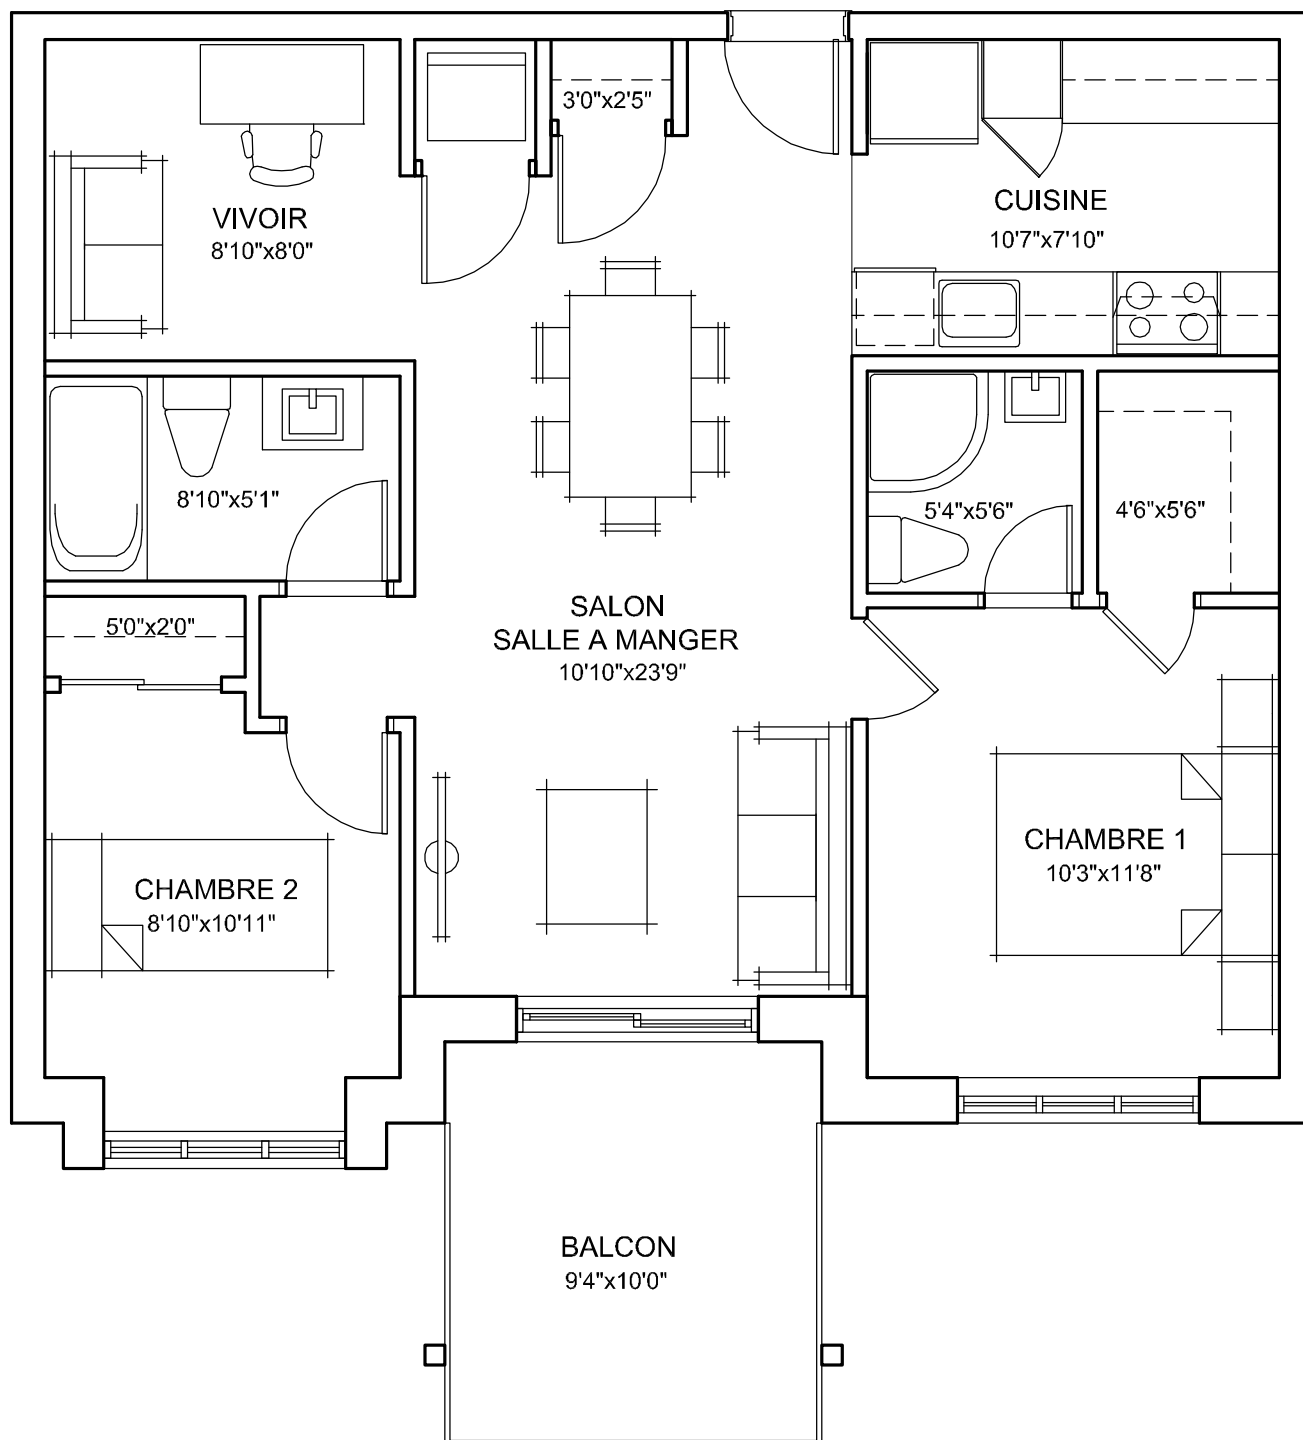 3'0"x2'5"
VIVOIR
8'10"x8'0"
CUISINE
10'7"x7'10"
8'10"x5'1"
5'4"x5'6"
4'6"x5'6"
5'0"x2'0"
SALON
SALLE A MANGER
10'10"x23'9"
CHAMBRE 1
10'3"x11'8"
CHAMBRE 2
8'10"x10'11"
BALCON
9'4"x10'0"